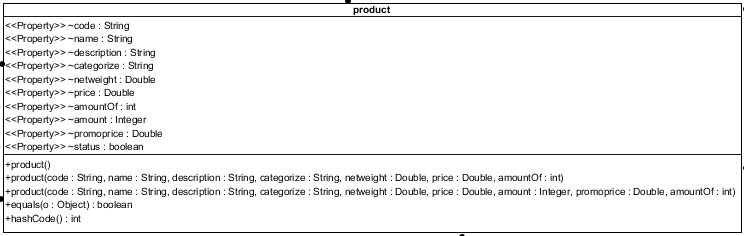 product
<<Property>> ~code : String
<<Property>> ~name : String
<<Property>> ~description : String
<<Property>> ~categorize : String
<<Property>> ~netweight : Double
<<Property>> ~price : Double
<<Property>> ~amountOf : int
<<Property>> ~amount : Integer
<<Property>> ~promoprice : Double
<<Property>> ~status : boolean
+product()
+product(code : String, name : String, description : String, categorize : String, netweight : Double, price : Double, amountOf : int)
+product(code : String, name : String, description : String, categorize : String, netweight : Double, price : Double, amount : Integer, promoprice : Double, amountOf : int)
+equals(o : Object) : boolean
+hashCode() : int